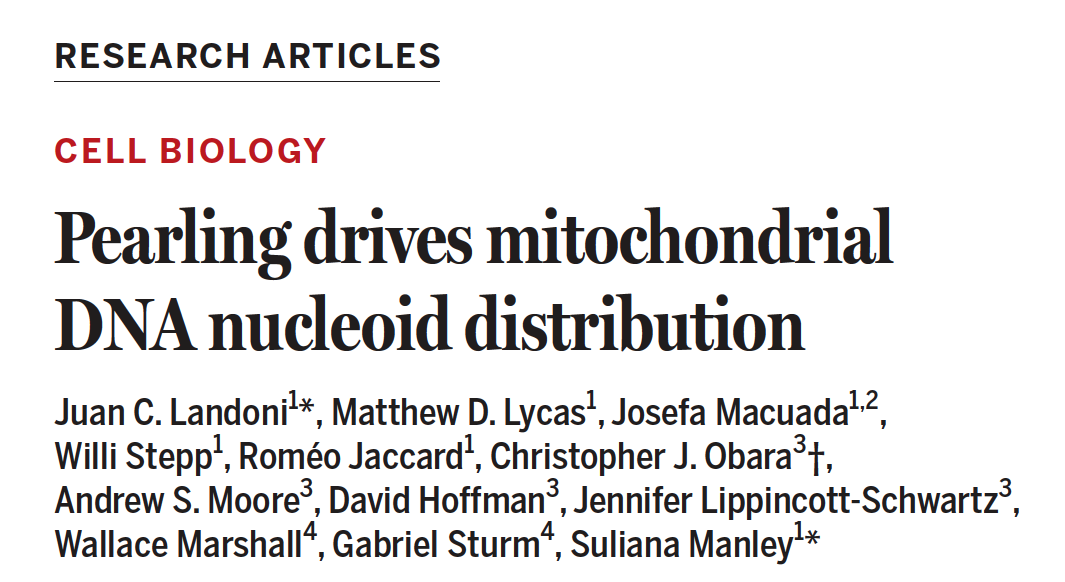 RESEARCH ARTICLES
CELL BIOLOGY
Pearling drives mitochondrial
DNA nucleoid distribution
Juan C. Landoni¹*, Matthew D. Lycas¹, Josefa Macuada¹,²,
Willi Stepp¹, Roméo Jaccard¹, Christopher J. Obara³†,
Andrew S. Moore³, David Hoffman³, Jennifer Lippincott-Schwartz³,
Wallace Marshall⁴, Gabriel Sturm⁴, Suliana Manley¹*